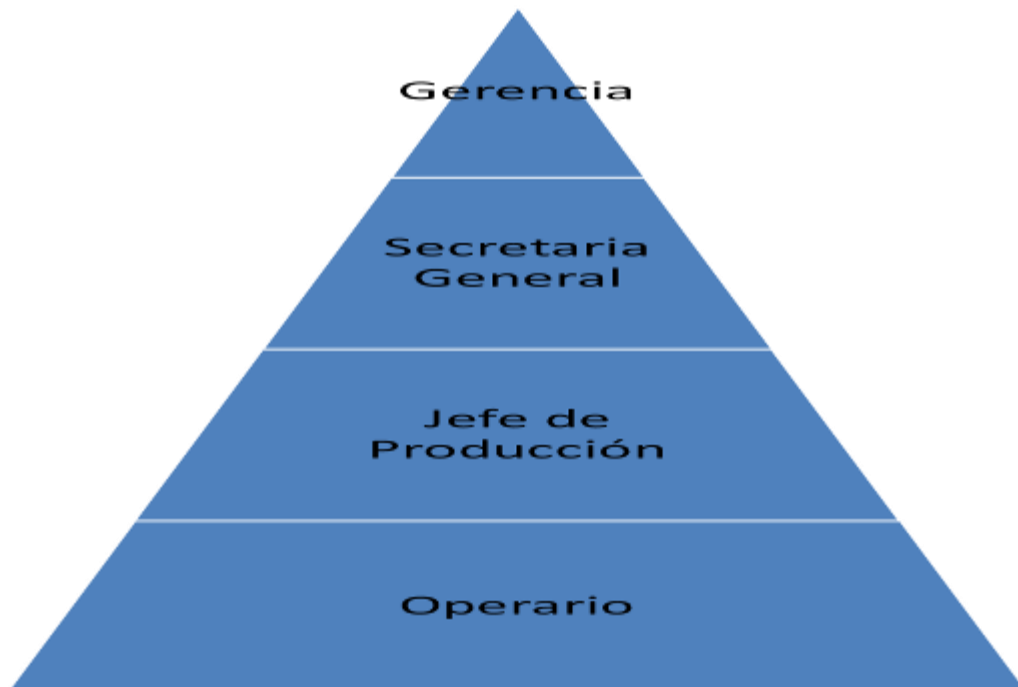 Gerencia
Secretaria
General
Jefe de
Producción
Operario